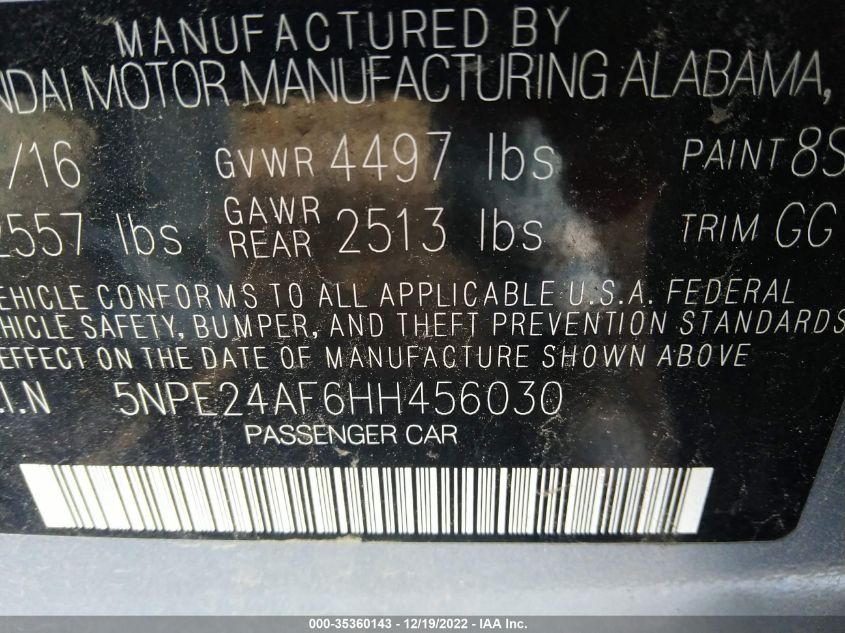 MANUFACTURED BY
NDAI MOTOR MANUFACTURING ALABAMA,
/16 GVWR 4497 lbs PAINT 8S
2557 lbs GAWR REAR 2513 lbs TRIM GG
EHICLE CONFORMS TO ALL APPLICABLE U.S.A. FEDERAL
HICLE SAFETY, BUMPER, AND THEFT PREVENTION STANDARDS
EFFECT ON THE DATE OF MANUFACTURE SHOWN ABOVE
.I.N 5NPE24AF6HH456030
PASSENGER CAR
000-35360143 - 12/19/2022 - IAA Inc.